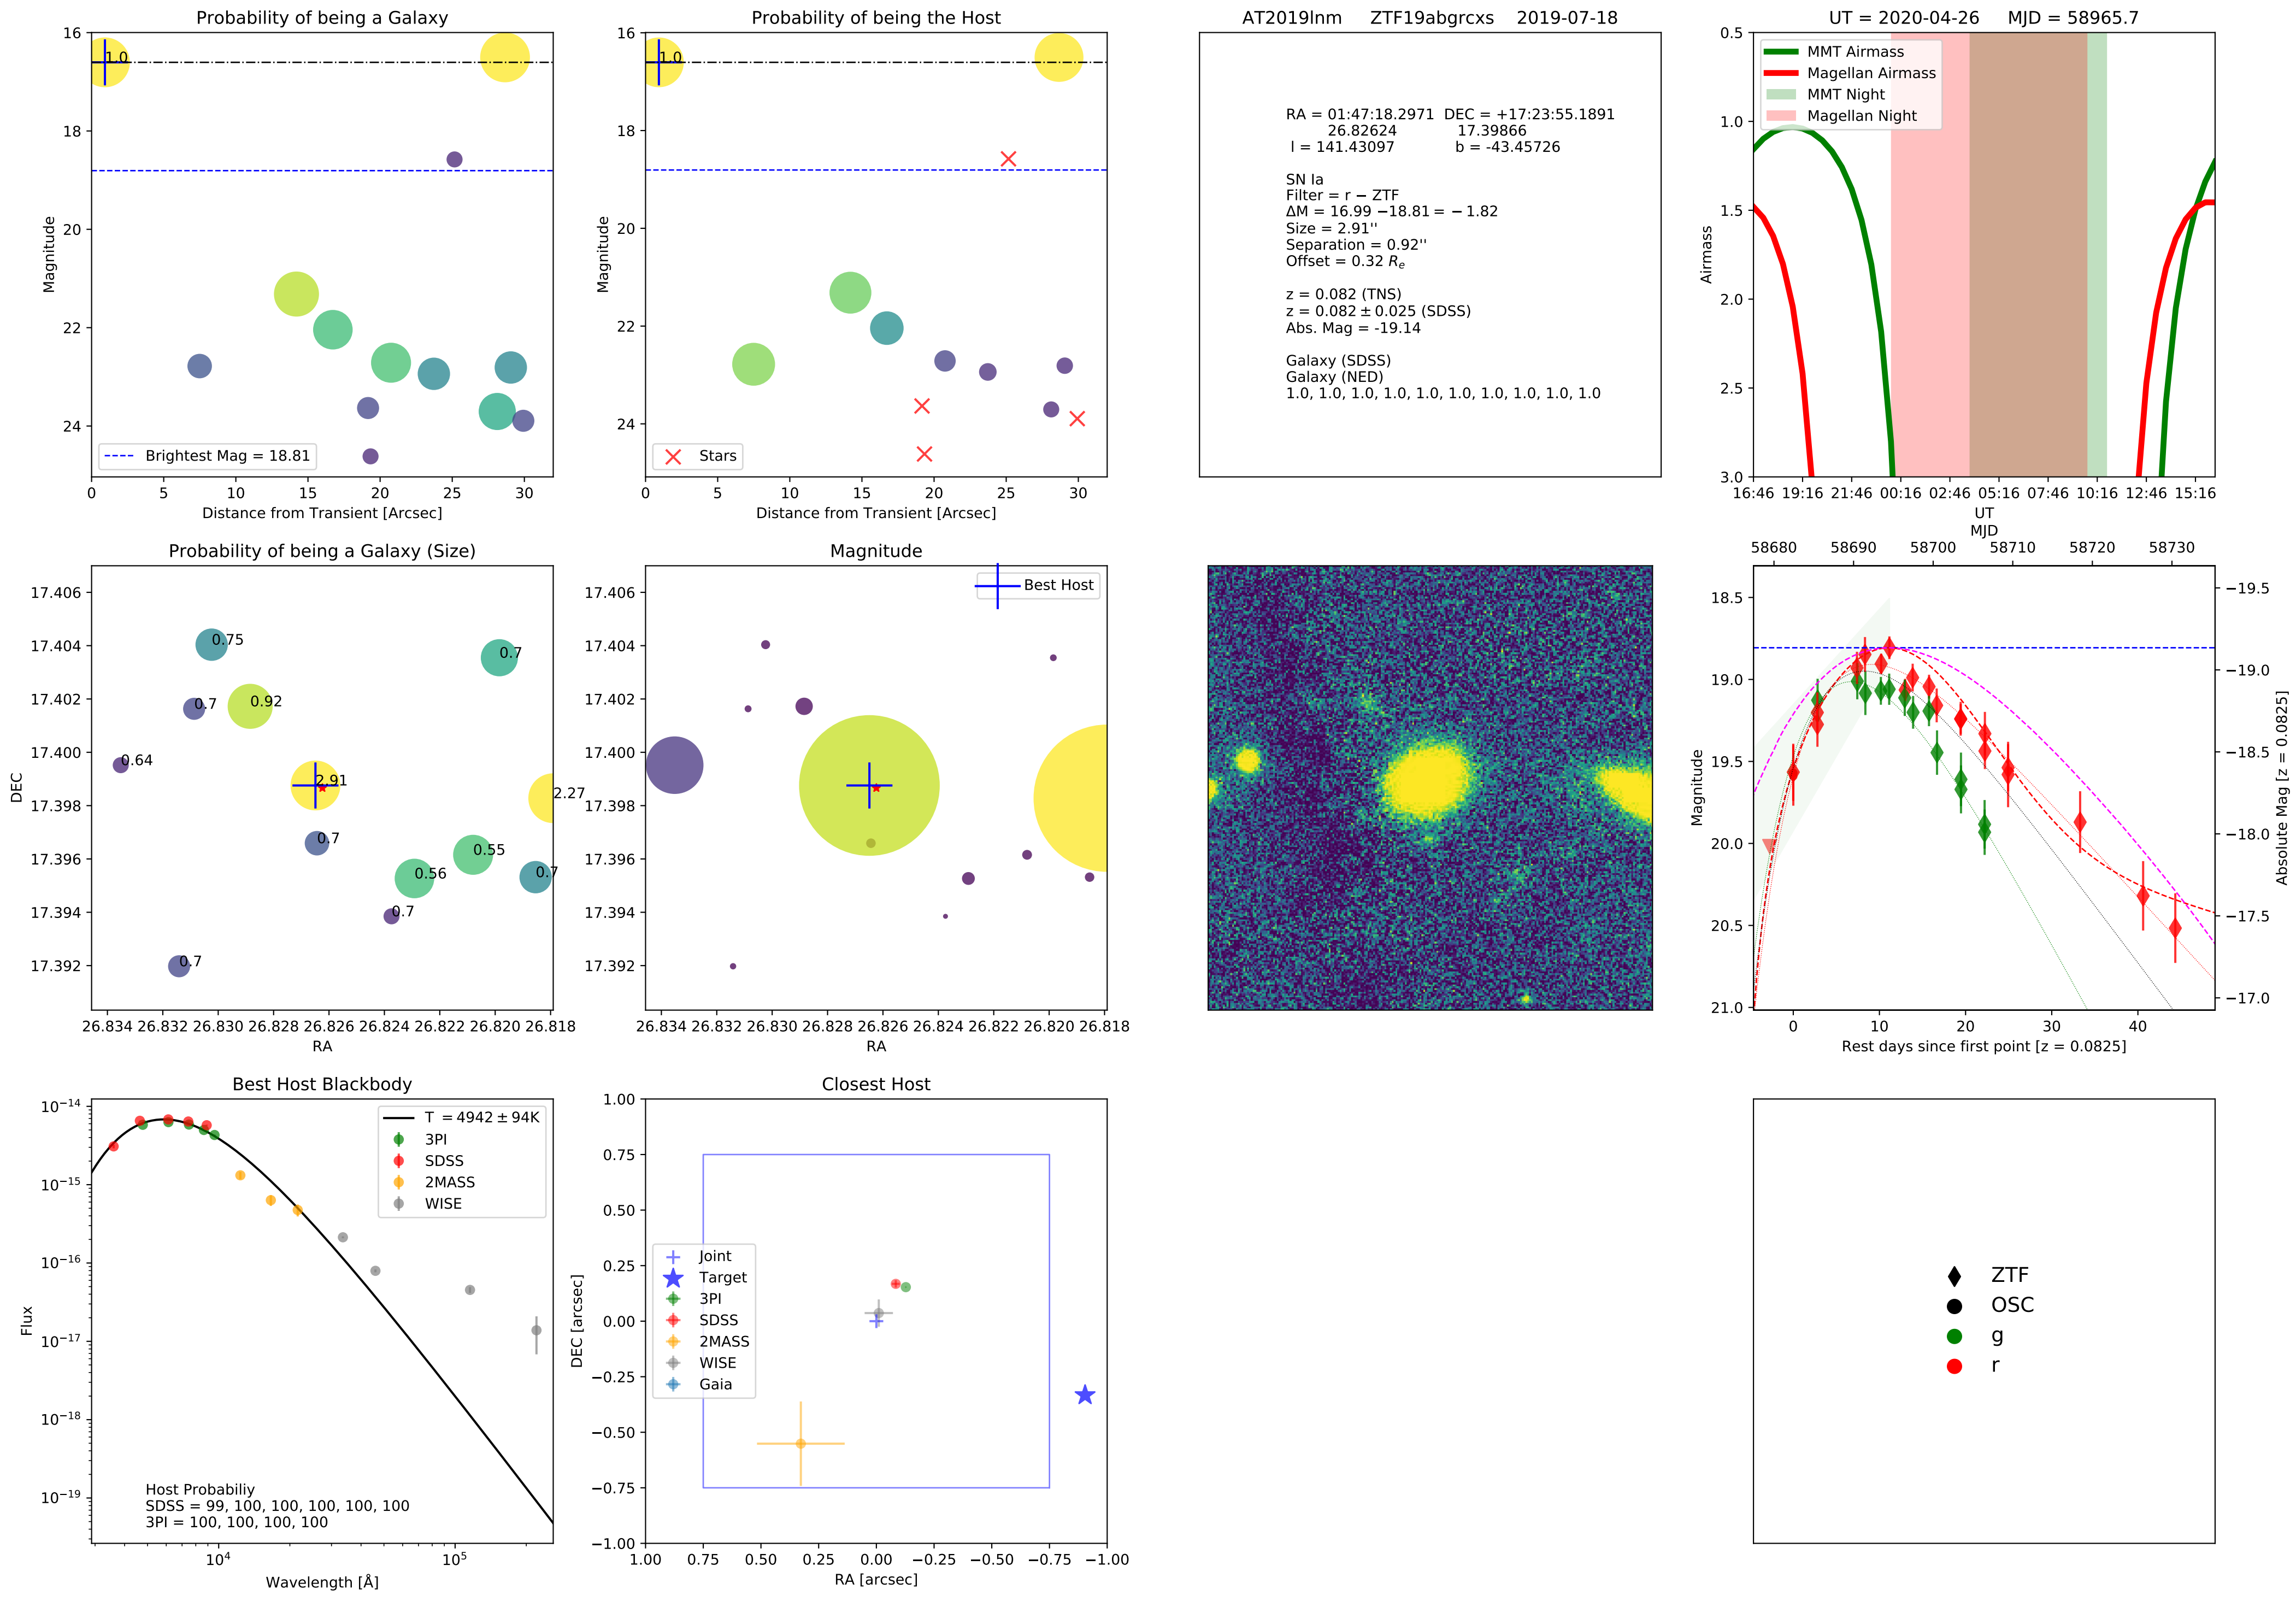 Probability of being a Galaxy
16
18
20
22
24
Magnitude
1.0
Brightest Mag = 18.81
0 5 10 15 20 25 30
Distance from Transient [Arcsec]
Probability of being the Host
16
18
20
22
24
Magnitude
1.0
Stars
0 5 10 15 20 25 30
Distance from Transient [Arcsec]
AT2019lnm ZTF19abgrcxs 2019-07-18
RA = 01:47:18.2971 DEC = +17:23:55.1891
26.82624 17.39866
l = 141.43097 b = -43.45726
SN Ia
Filter = r − ZTF
ΔM = 16.99 −18.81 = − 1.82
Size = 2.91''
Separation = 0.92''
Offset = 0.32 Re
z = 0.082 (TNS)
z = 0.082 ± 0.025 (SDSS)
Abs. Mag = -19.14
Galaxy (SDSS)
Galaxy (NED)
1.0, 1.0, 1.0, 1.0, 1.0, 1.0, 1.0, 1.0, 1.0, 1.0
UT = 2020-04-26 MJD = 58965.7
0.5
1.0
1.5
2.0
2.5
3.0
Airmass
MMT Airmass
Magellan Airmass
MMT Night
Magellan Night
16:46 19:16 21:46 00:16 02:46 05:16 07:46 10:16 12:46 15:16
UT
Probability of being a Galaxy (Size)
17.406
17.404
17.402
17.400
17.398
17.396
17.394
17.392
DEC
0.75
0.7
0.7
0.92
0.64
2.91
2.27
0.7
0.55
0.56
0.7
0.7
0.7
26.834 26.832 26.830 26.828 26.826 26.824 26.822 26.820 26.818
RA
Magnitude
17.406
17.404
17.402
17.400
17.398
17.396
17.394
17.392
Best Host
26.834 26.832 26.830 26.828 26.826 26.824 26.822 26.820 26.818
RA
MJD
58680 58690 58700 58710 58720 58730
18.5
19.0
19.5
20.0
20.5
21.0
Magnitude
−19.5
−19.0
−18.5
−18.0
−17.5
−17.0
Absolute Mag [z = 0.0825]
0 10 20 30 40
Rest days since first point [z = 0.0825]
Best Host Blackbody
10−14
10−15
10−16
10−17
10−18
10−19
Flux
T = 4942 ± 94K
3PI
SDSS
2MASS
WISE
Host Probabiliy
SDSS = 99, 100, 100, 100, 100, 100
3PI = 100, 100, 100, 100
104 105
Wavelength [Å]
Closest Host
1.00
0.75
0.50
0.25
0.00
−0.25
−0.50
−0.75
−1.00
DEC [arcsec]
Joint
Target
3PI
SDSS
2MASS
WISE
Gaia
1.00 0.75 0.50 0.25 0.00 −0.25 −0.50 −0.75 −1.00
RA [arcsec]
ZTF
OSC
g
r